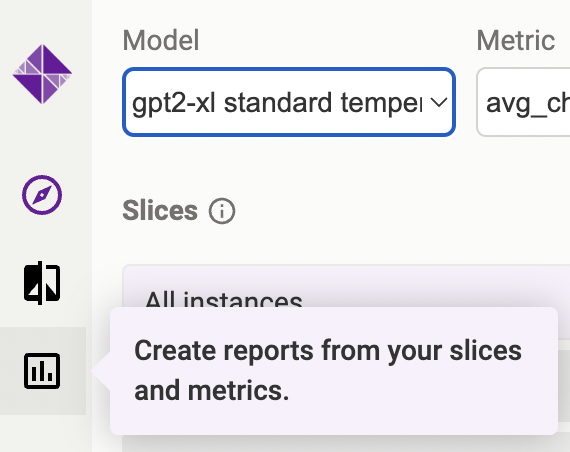 Model
Metric
gpt2-xl standard temper
avg_ch
Slices
All instances
Create reports from your slices
and metrics.